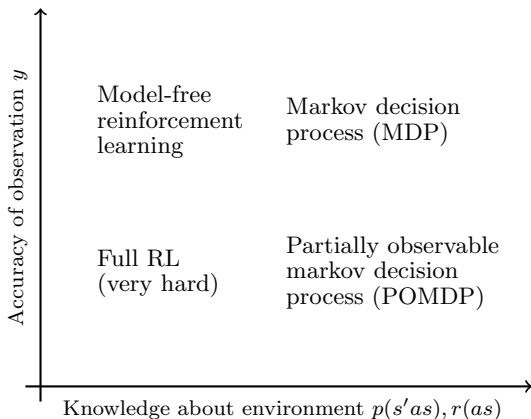 Accuracy of observation y
Model-free
reinforcement
learning
Markov decision
process (MDP)
Full RL
(very hard)
Partially observable
markov decision
process (POMDP)
Knowledge about environment p(s′as), r(as)